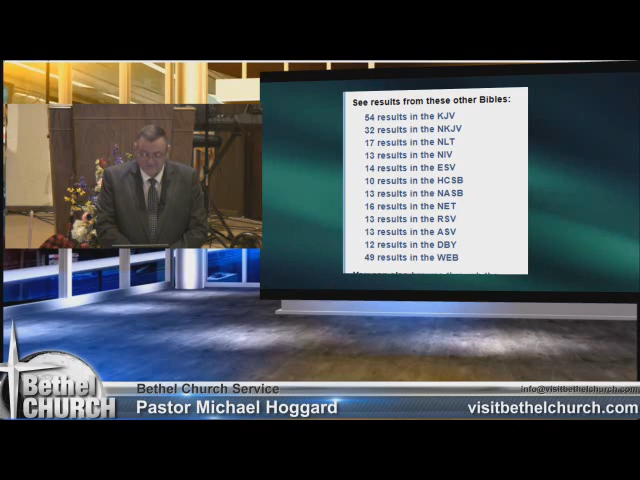 See results from these other Bibles:
54 results in the KJV
32 results in the NKJV
17 results in the NLT
13 results in the NIV
14 results in the ESV
10 results in the HCSB
13 results in the NASB
16 results in the NET
13 results in the RSV
13 results in the ASV
12 results in the DBY
49 results in the WEB
Bethel
CHURCH
Bethel Church Service
info@visitbethelchurch.com
Pastor Michael Hoggard
visitbethelchurch.com